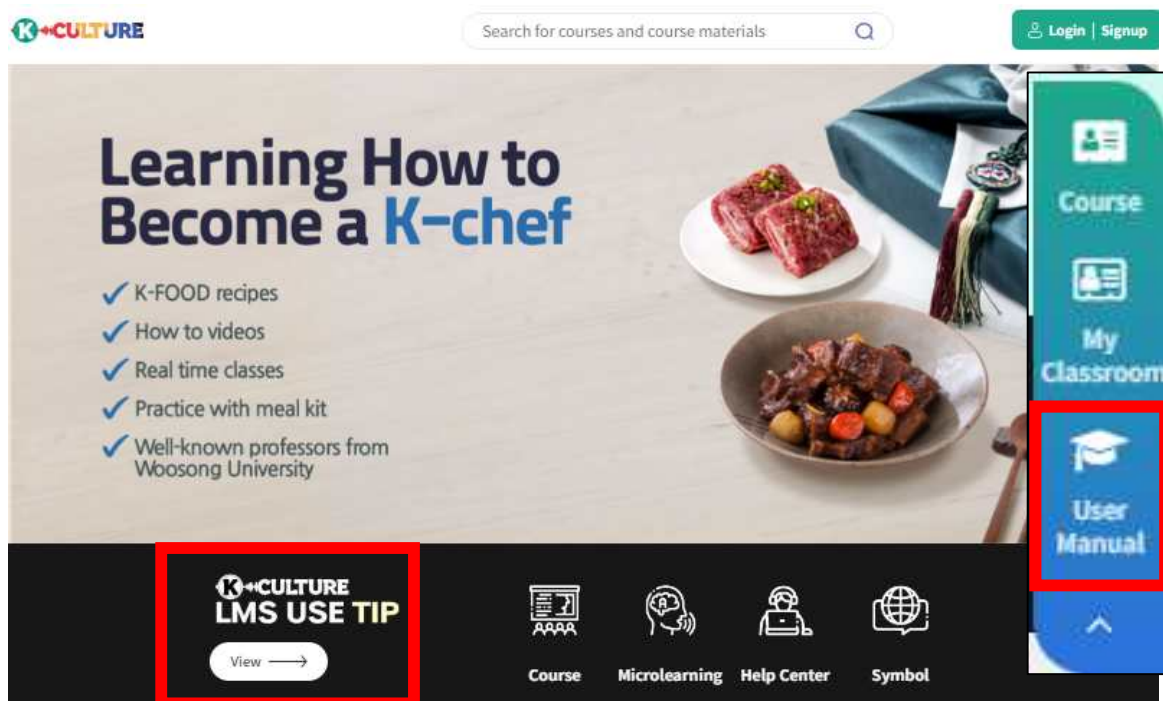 K-CULTURE
Search for courses and course materials
Login | Signup
Learning How to
Become a K-chef
K-FOOD recipes
How to videos
Real time classes
Practice with meal kit
Well-known professors from
Woosong University
Course
My
Classroom
User
Manual
K-CULTURE
LMS USE TIP
View
Course
Microlearning
Help Center
Symbol